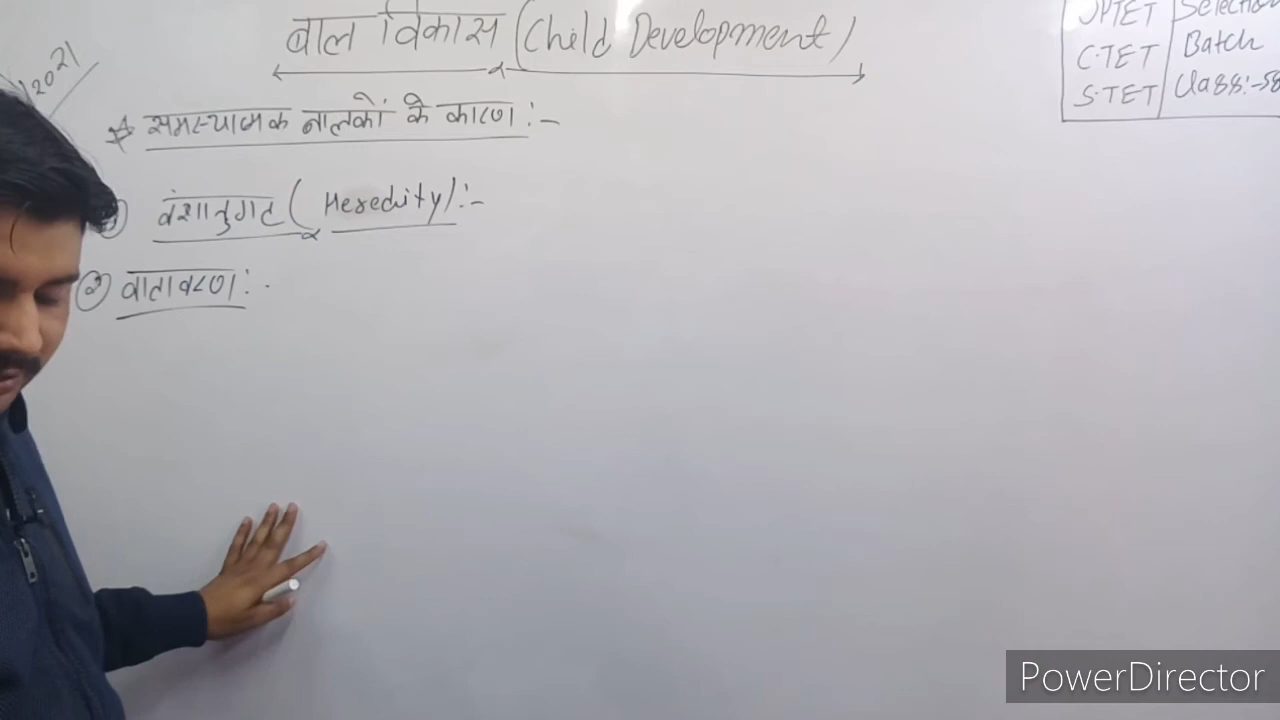 बाल विकास (Child Development)
UPTET Selection
C.TET Batch
S.TET Class:-58
2021
* समस्यात्मक बालकों के कारण :-
वंशानुगत (Heredity) :-
② वातावरण :-
PowerDirector